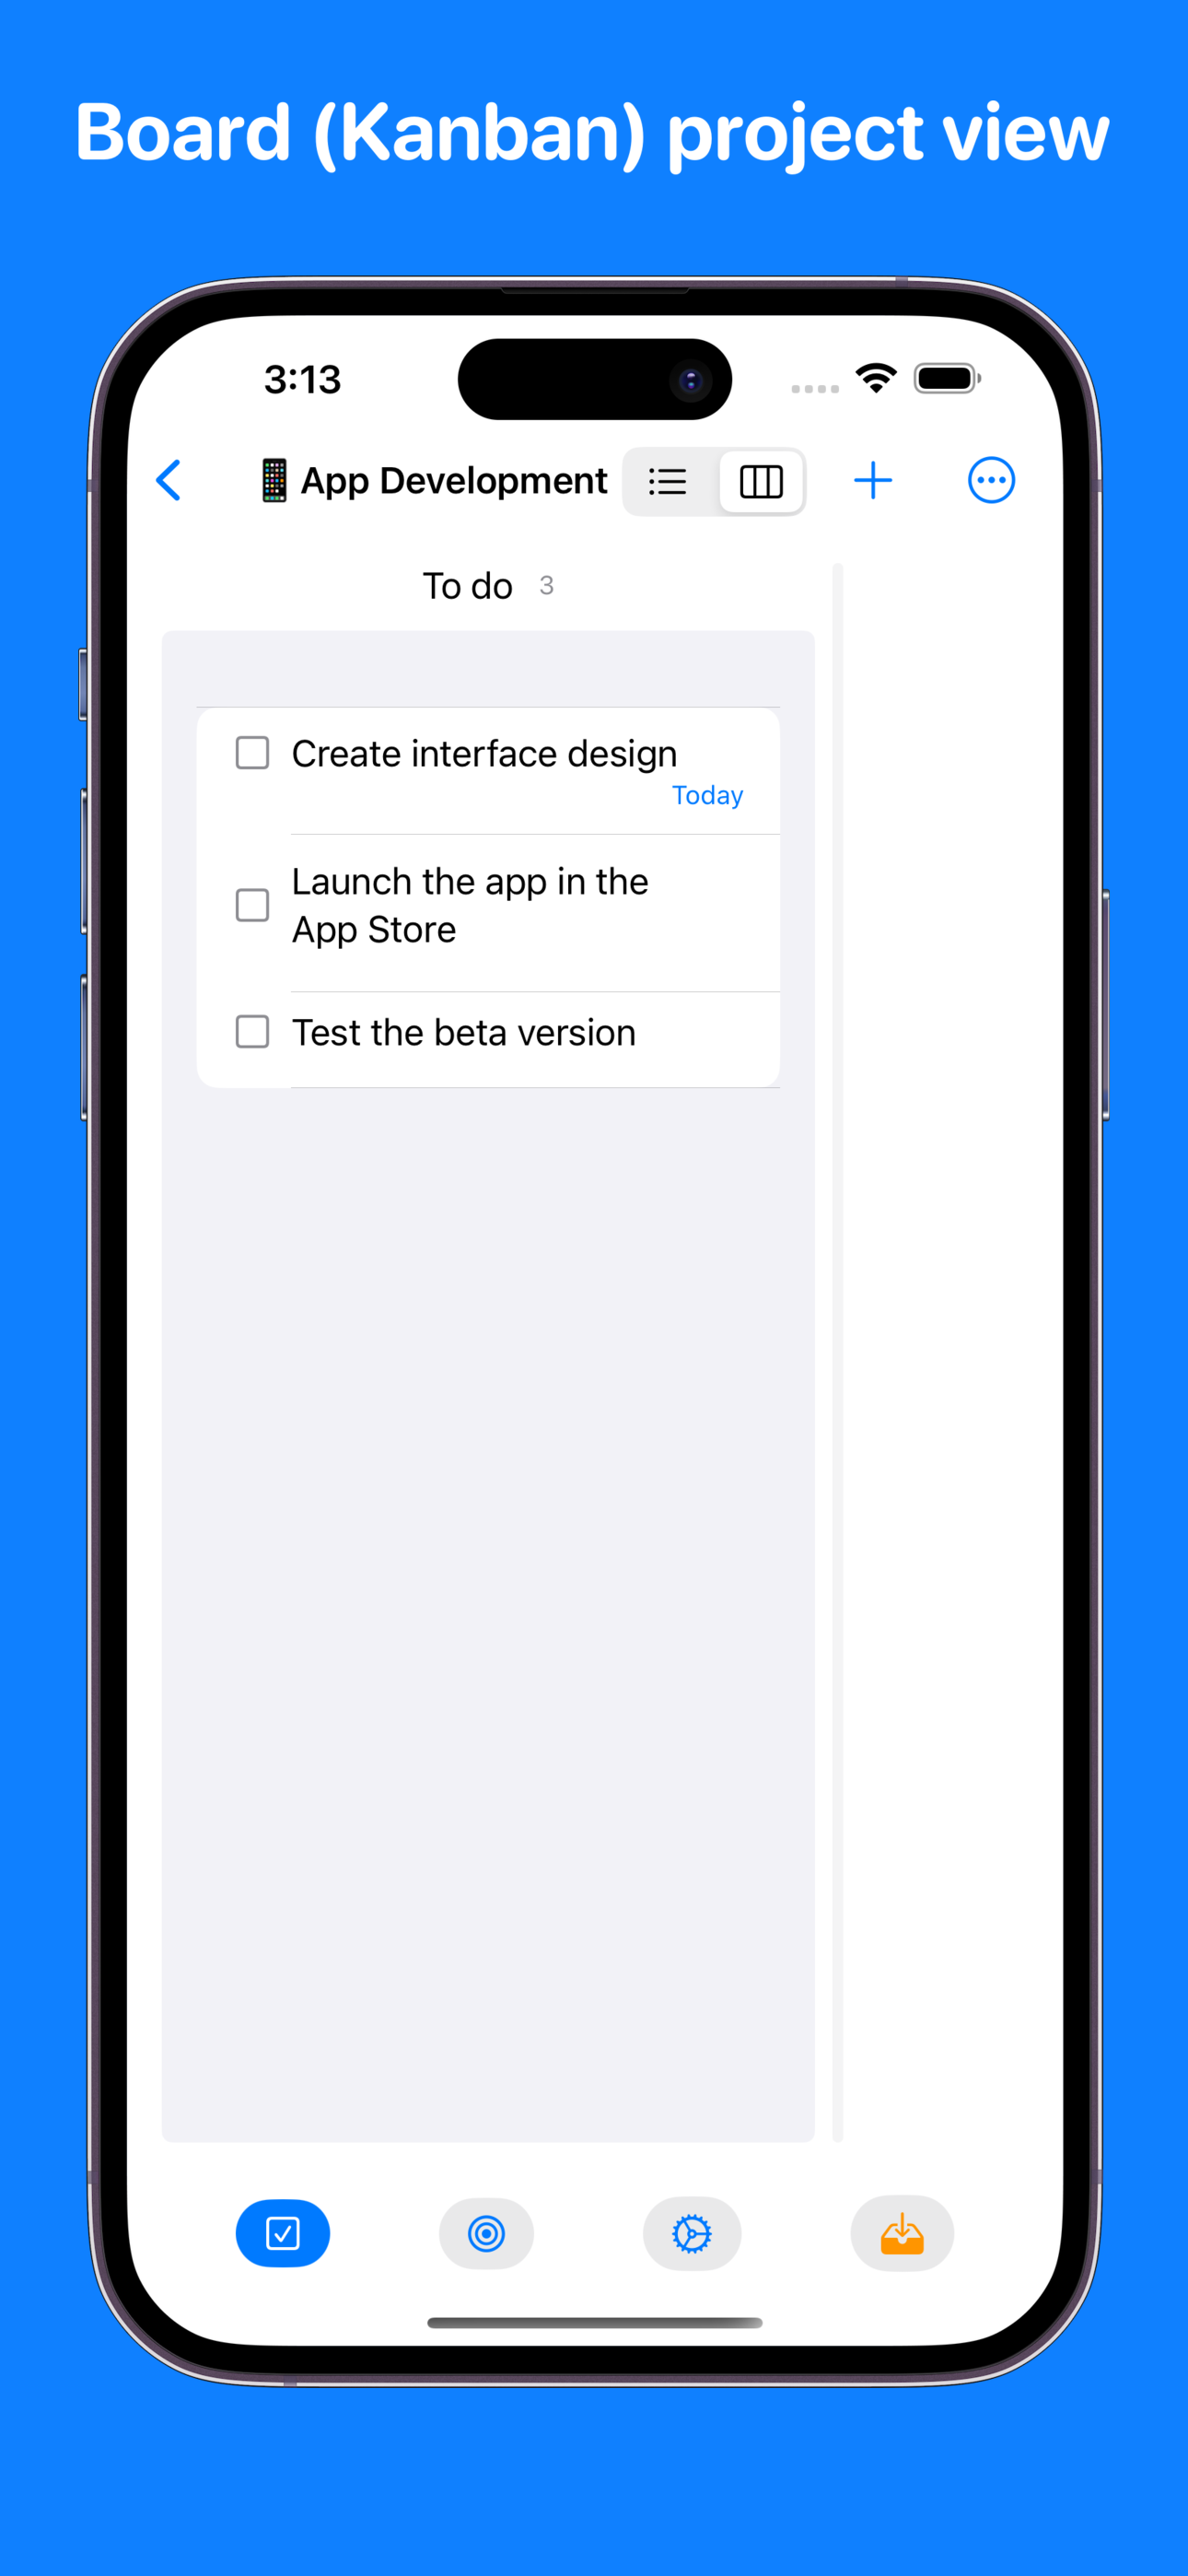 Board (Kanban) project view
3:13
📱 App Development
To do 3
Create interface design
Today
Launch the app in the
App Store
Test the beta version